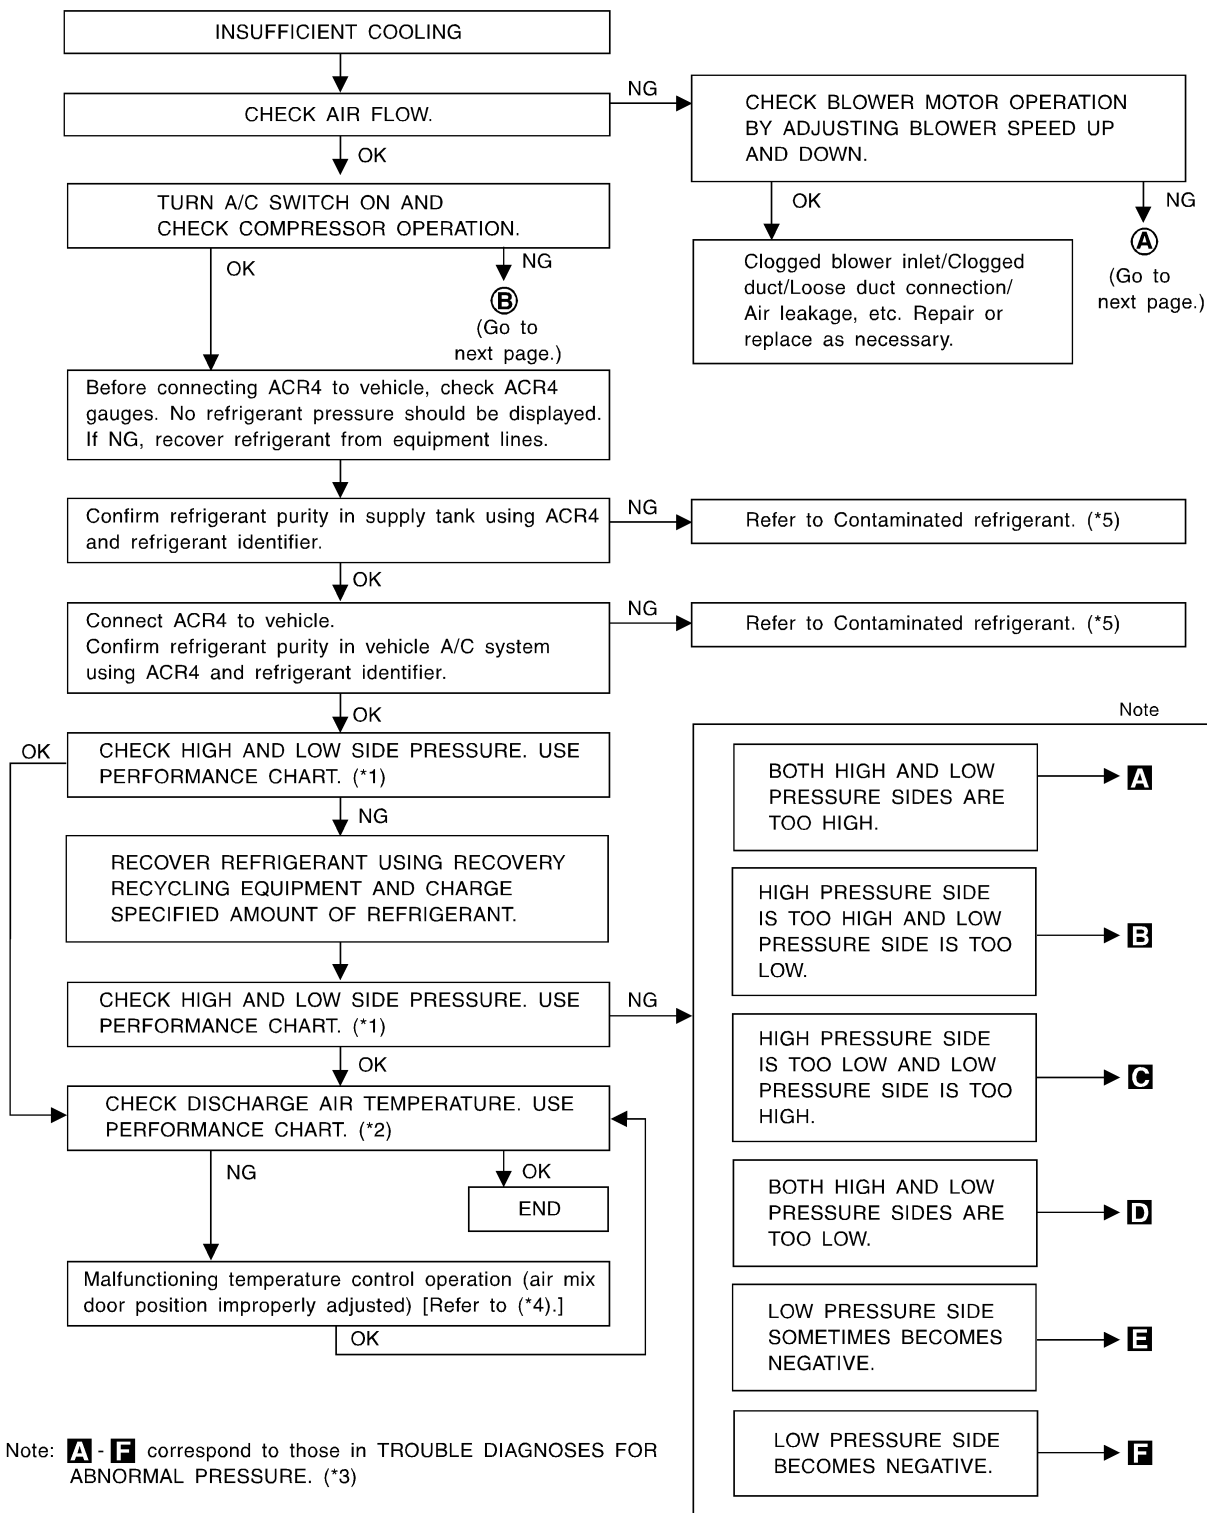 INSUFFICIENT COOLING
CHECK AIR FLOW.
NG
CHECK BLOWER MOTOR OPERATION
BY ADJUSTING BLOWER SPEED UP
AND DOWN.
OK
TURN A/C SWITCH ON AND
CHECK COMPRESSOR OPERATION.
OK
NG
B
(Go to
next page.)
OK
NG
A
(Go to
next page.)
Clogged blower inlet/Clogged
duct/Loose duct connection/
Air leakage, etc. Repair or
replace as necessary.
Before connecting ACR4 to vehicle, check ACR4
gauges. No refrigerant pressure should be displayed.
If NG, recover refrigerant from equipment lines.
Confirm refrigerant purity in supply tank using ACR4
and refrigerant identifier.
NG
Refer to Contaminated refrigerant. (*5)
OK
Connect ACR4 to vehicle.
Confirm refrigerant purity in vehicle A/C system
using ACR4 and refrigerant identifier.
NG
Refer to Contaminated refrigerant. (*5)
OK
OK
CHECK HIGH AND LOW SIDE PRESSURE. USE
PERFORMANCE CHART. (*1)
NG
RECOVER REFRIGERANT USING RECOVERY
RECYCLING EQUIPMENT AND CHARGE
SPECIFIED AMOUNT OF REFRIGERANT.
CHECK HIGH AND LOW SIDE PRESSURE. USE
PERFORMANCE CHART. (*1)
NG
OK
CHECK DISCHARGE AIR TEMPERATURE. USE
PERFORMANCE CHART. (*2)
NG
OK
END
Malfunctioning temperature control operation (air mix
door position improperly adjusted) [Refer to (*4).]
OK
Note
BOTH HIGH AND LOW
PRESSURE SIDES ARE
TOO HIGH.
A
HIGH PRESSURE SIDE
IS TOO HIGH AND LOW
PRESSURE SIDE IS TOO
LOW.
B
HIGH PRESSURE SIDE
IS TOO LOW AND LOW
PRESSURE SIDE IS TOO
HIGH.
C
BOTH HIGH AND LOW
PRESSURE SIDES ARE
TOO LOW.
D
LOW PRESSURE SIDE
SOMETIMES BECOMES
NEGATIVE.
E
LOW PRESSURE SIDE
BECOMES NEGATIVE.
F
Note: A - F correspond to those in TROUBLE DIAGNOSES FOR
ABNORMAL PRESSURE. (*3)